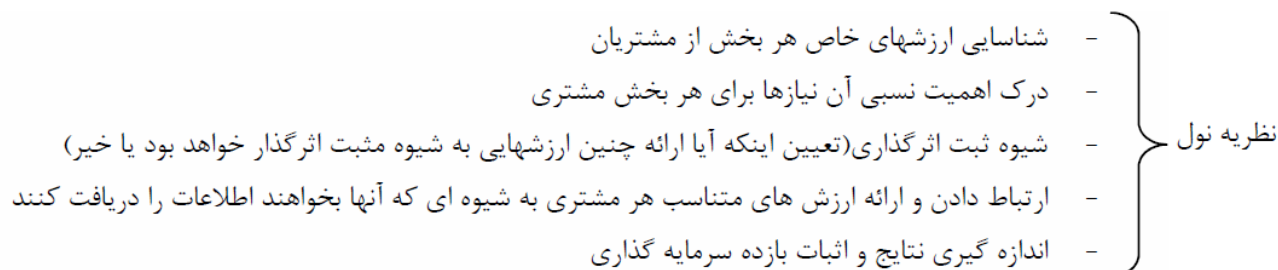 - شناسایی ارزشهای خاص هر بخش از مشتریان
- درک اهمیت نسبی آن نیازها برای هر بخش مشتری
نظریه نول
- شیوه ثبت اثرگذاری(تعیین اینکه آیا ارائه چنین ارزشهایی به شیوه مثبت اثرگذار خواهد بود یا خیر)
- ارتباط دادن و ارائه ارزش های متناسب هر مشتری به شیوه ای که آنها بخواهند اطلاعات را دریافت کنند
- اندازه گیری نتایج و اثبات بازده سرمایه گذاری